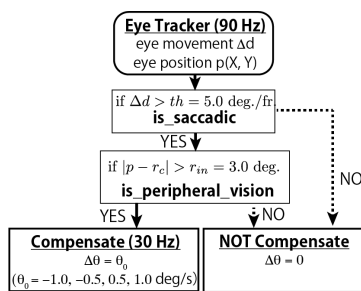 Eye Tracker (90 Hz)
eye movement Δd
eye position p(X, Y)
if Δd > th = 5.0 deg./fr.
is_saccadic
YES
NO
if |p − r_c| > r_in = 3.0 deg.
is_peripheral_vision
YES
NO
Compensate (30 Hz)
Δθ = θ₀
(θ₀ = -1.0, -0.5, 0.5, 1.0 deg/s)
NOT Compensate
Δθ = 0